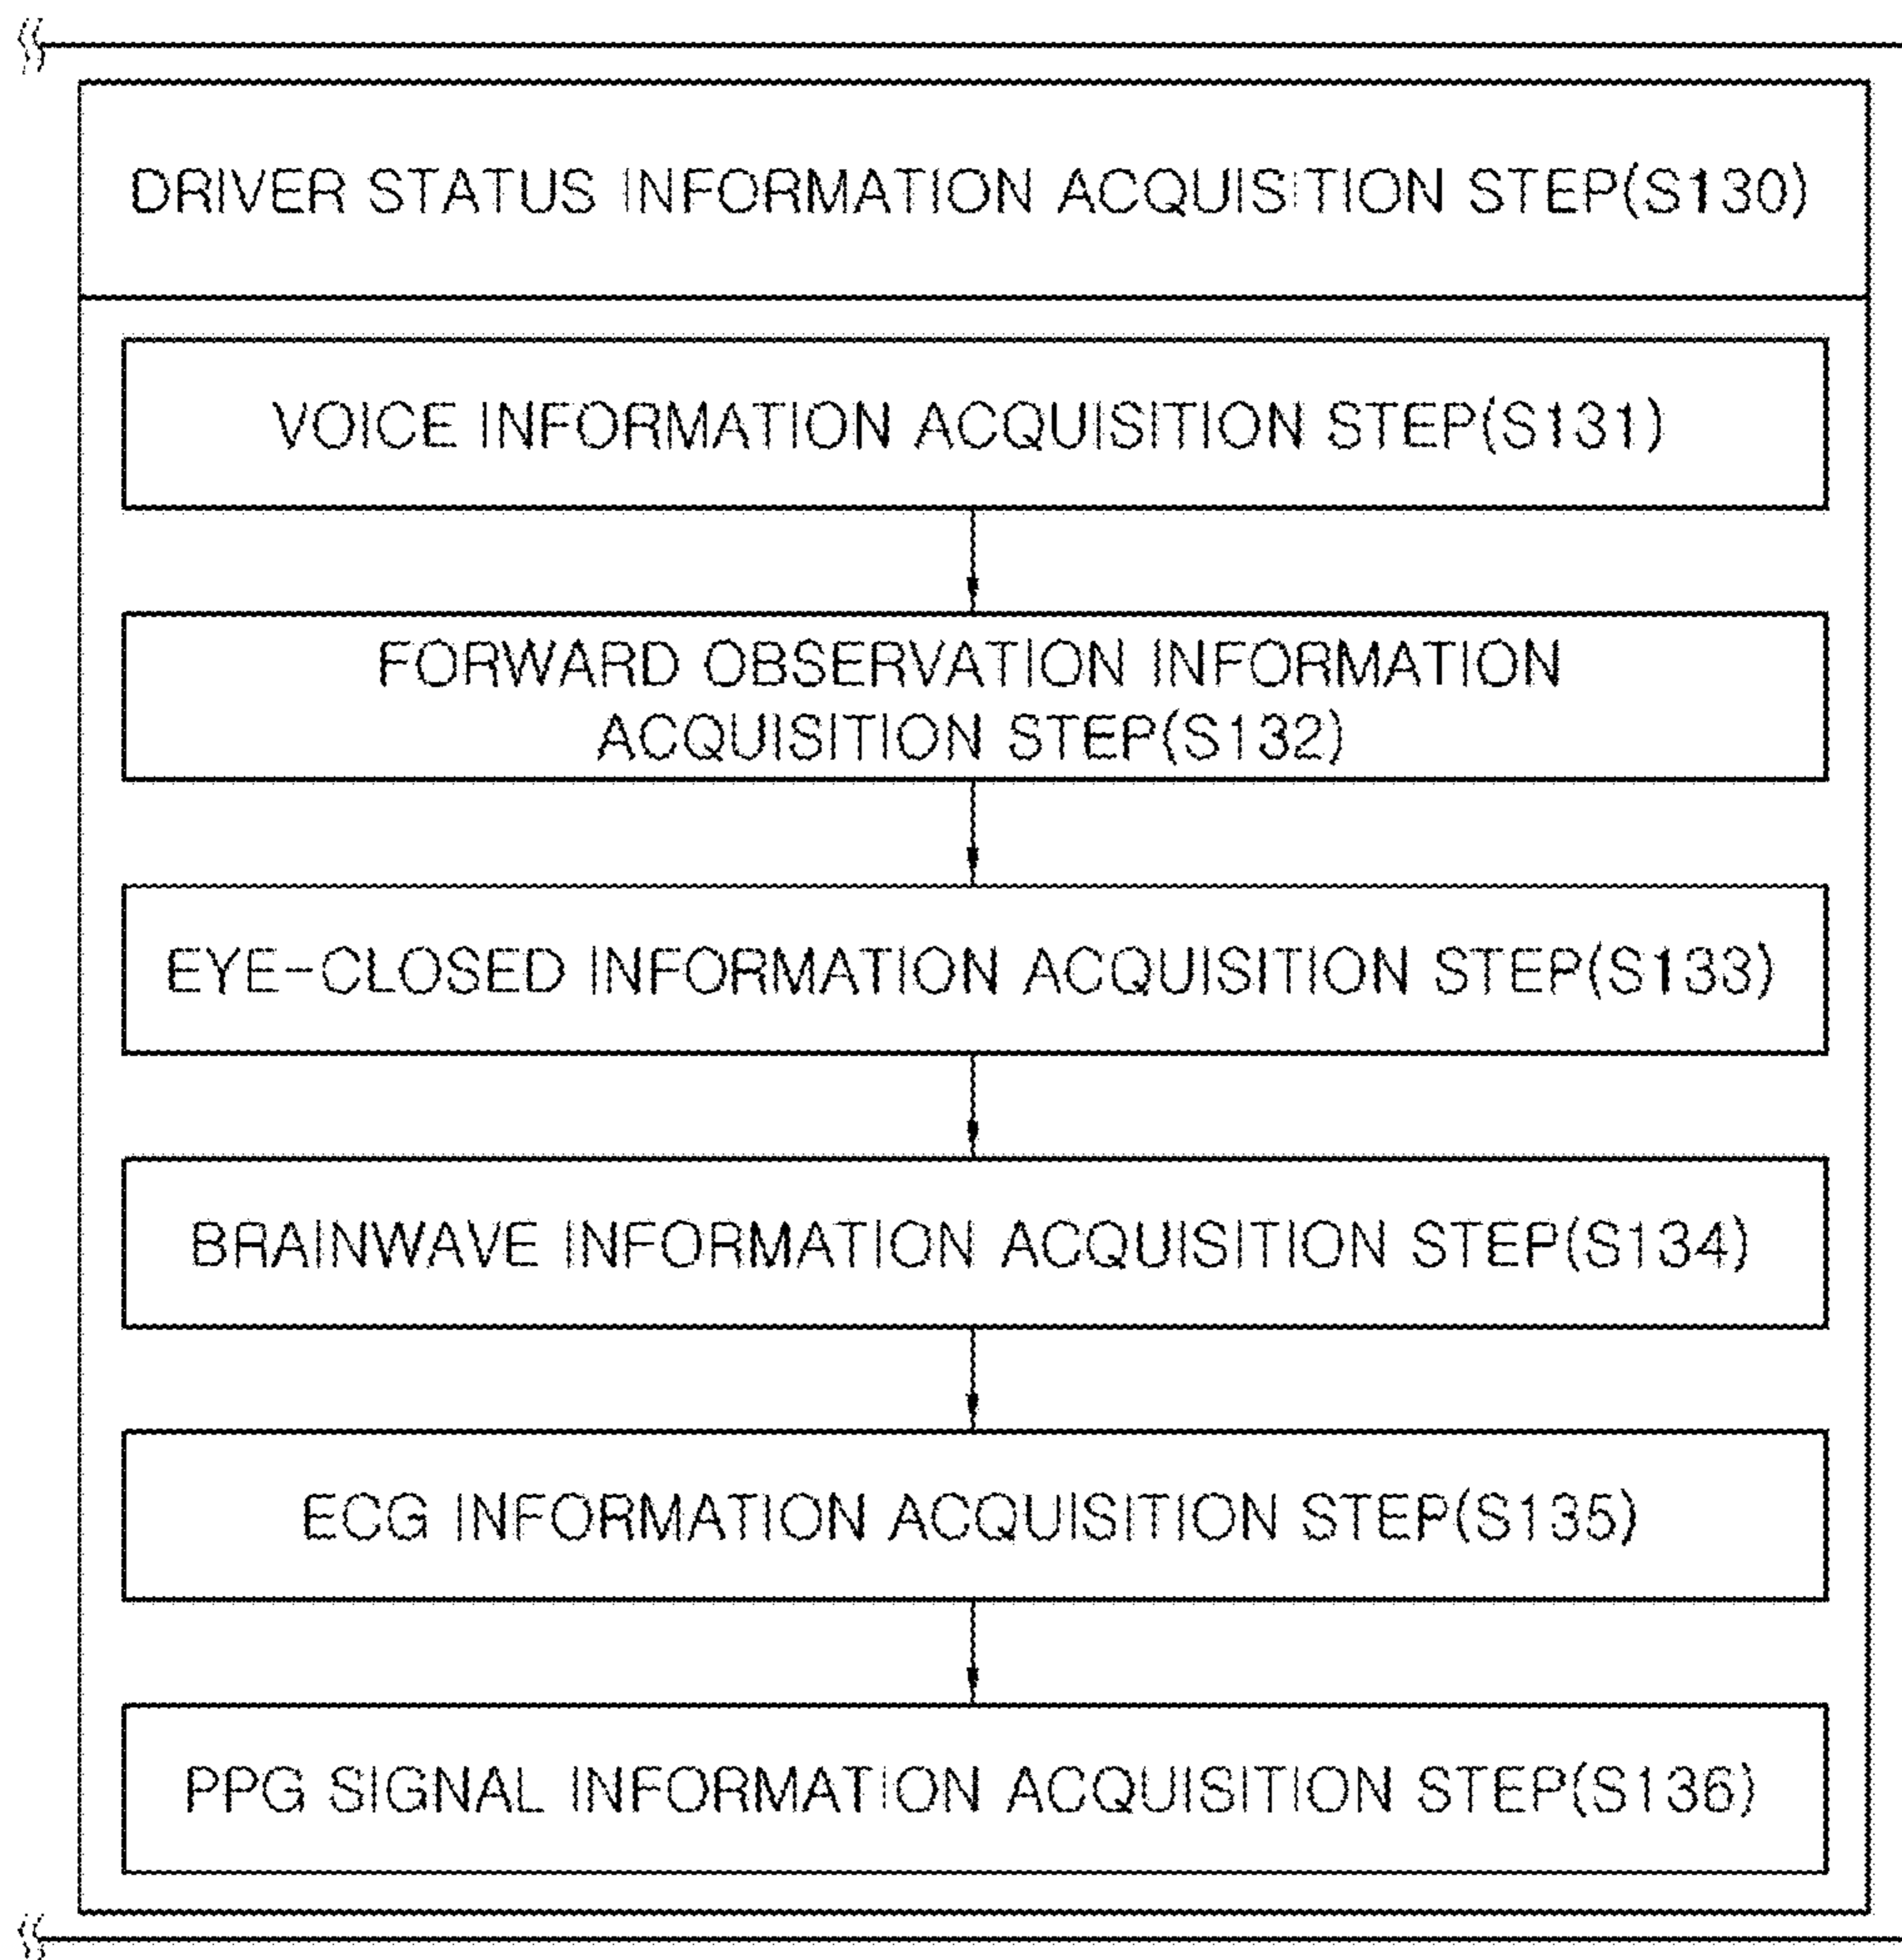 DRIVER STATUS INFORMATION ACQUISITION STEP(S130)
VOICE INFORMATION ACQUISITION STEP(S131)
FORWARD OBSERVATION INFORMATION
ACQUISITION STEP(S132)
EYE-CLOSED INFORMATION ACQUISITION STEP(S133)
BRAINWAVE INFORMATION ACQUISITION STEP(S134)
ECG INFORMATION ACQUISITION STEP(S135)
PPG SIGNAL INFORMATION ACQUISITION STEP(S136)